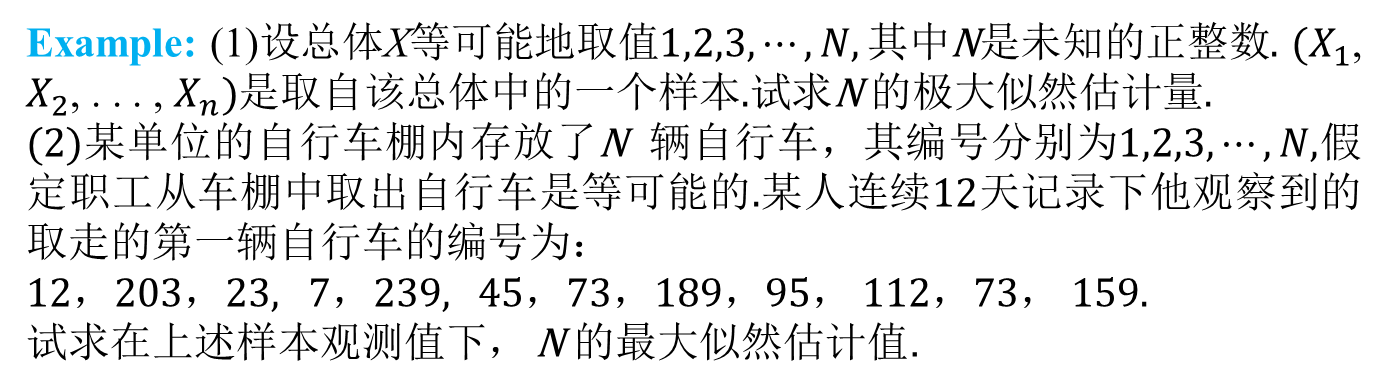 Example: (1)设总体X等可能地取值1,2,3,⋯,N, 其中N是未知的正整数. (X₁,
X₂, . . . , Xₙ)是取自该总体中的一个样本.试求N的极大似然估计量.
(2)某单位的自行车棚内存放了N 辆自行车，其编号分别为1,2,3,⋯,N,假
定职工从车棚中取出自行车是等可能的.某人连续12天记录下他观察到的
取走的第一辆自行车的编号为：
12，203，23, 7，239, 45，73，189，95， 112，73， 159.
试求在上述样本观测值下， N的最大似然估计值.